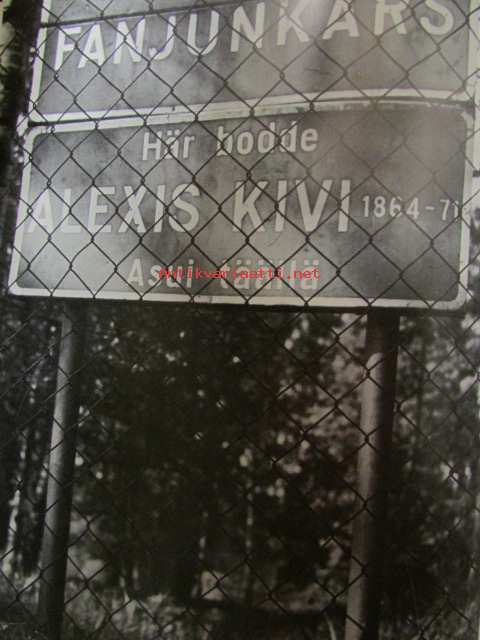 FANJUNKARS
Här bodde
ALEXIS KIVI 1864-71
Asui täällä
Antikvariaatti.net